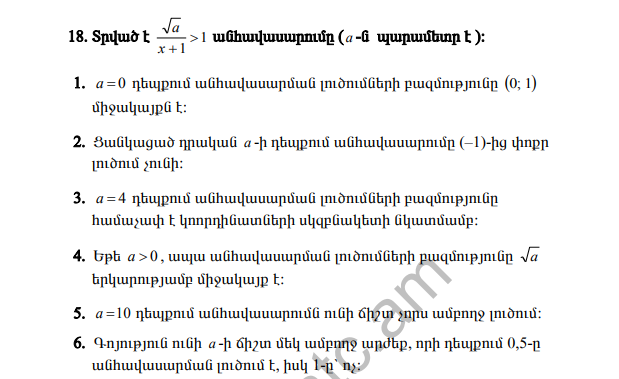 18. Տրված է √a/(x+1) > 1 անհավասարումը (a-ն պարամետր է):
1. a = 0 դեպքում անհավասարման լուծումների բազմությունը (0; 1)
միջակայքն է:
2. Ցանկացած դրական a-ի դեպքում անհավասարումը (–1)-ից փոքր
լուծում չունի:
3. a = 4 դեպքում անհավասարման լուծումների բազմությունը
համաչափ է կոորդինատների սկզբնակետի նկատմամբ:
4. Եթե a > 0, ապա անհավասարման լուծումների բազմությունը √a
երկարությամբ միջակայք է:
5. a = 10 դեպքում անհավասարումն ունի ճիշտ չորս ամբողջ լուծում:
6. Գոյություն ունի a-ի ճիշտ մեկ ամբողջ արժեք, որի դեպքում 0,5-ը
անհավասարման լուծում է, իսկ 1-ը՝ ոչ: